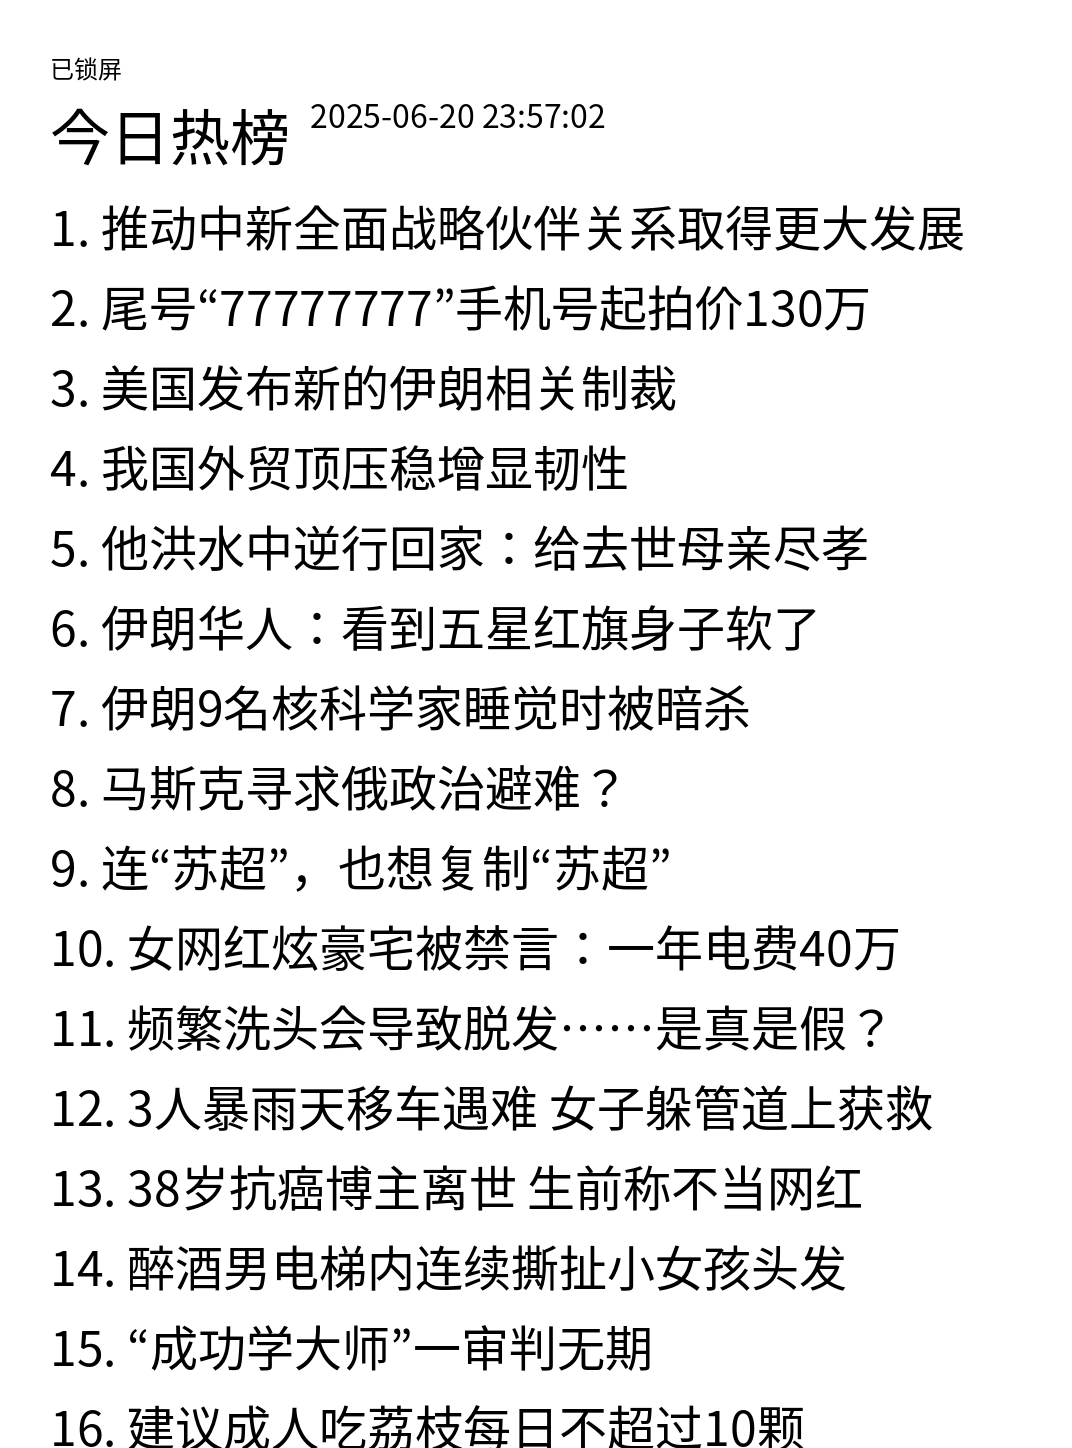 已锁屏
今日热榜 2025-06-20 23:57:02
1. 推动中新全面战略伙伴关系取得更大发展
2. 尾号“77777777”手机号起拍价130万
3. 美国发布新的伊朗相关制裁
4. 我国外贸顶压稳增显韧性
5. 他洪水中逆行回家：给去世母亲尽孝
6. 伊朗华人：看到五星红旗身子软了
7. 伊朗9名核科学家睡觉时被暗杀
8. 马斯克寻求俄政治避难？
9. 连“苏超”，也想复制“苏超”
10. 女网红炫豪宅被禁言：一年电费40万
11. 频繁洗头会导致脱发……是真是假？
12. 3人暴雨天移车遇难 女子躲管道上获救
13. 38岁抗癌博主离世 生前称不当网红
14. 醉酒男电梯内连续撕扯小女孩头发
15. “成功学大师”一审判无期
16. 建议成人吃荔枝每日不超过10颗